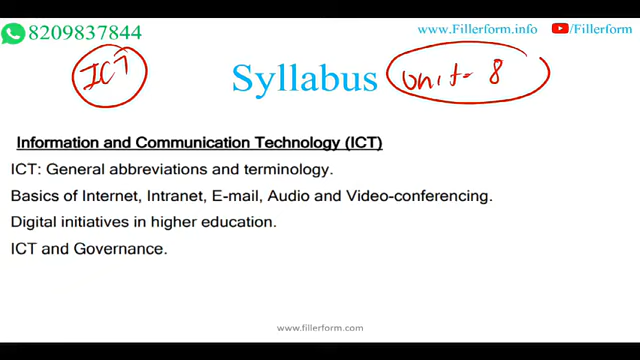 8209837844
www.Fillerform.info
/Fillerform
ICT
Syllabus
Unit- 8
Information and Communication Technology (ICT)
ICT: General abbreviations and terminology.
Basics of Internet, Intranet, E-mail, Audio and Video-conferencing.
Digital initiatives in higher education.
ICT and Governance.
www.fillerform.com